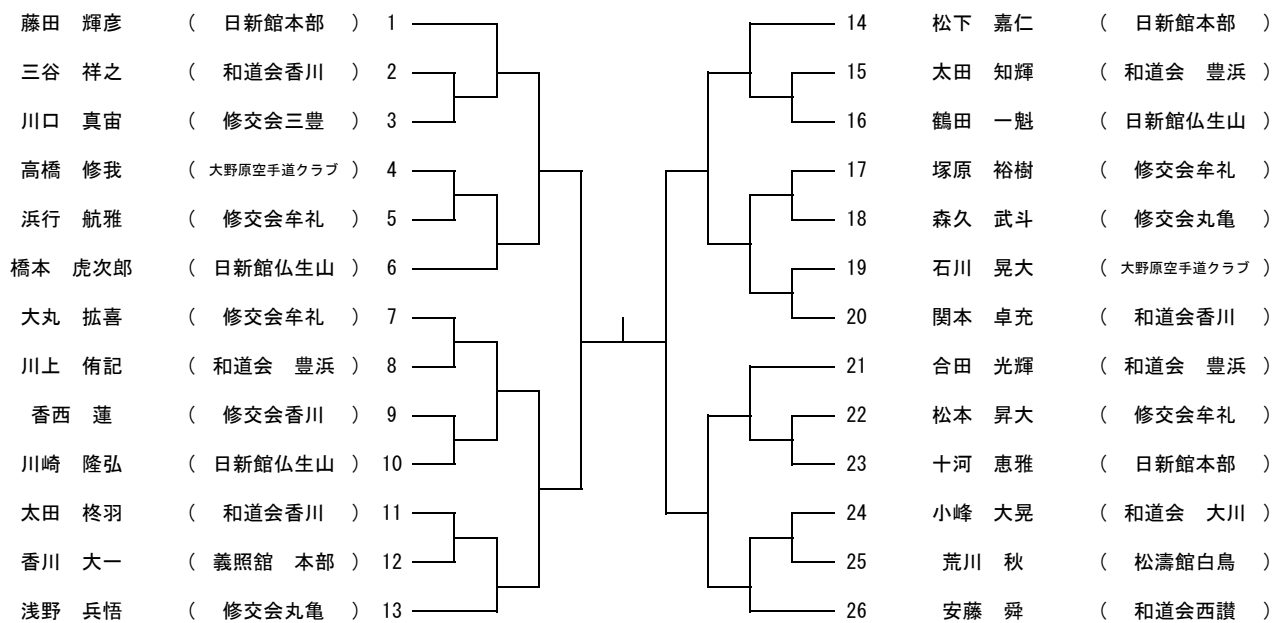 藤田　輝彦 （ 日新館本部 ） 1
三谷　祥之 （ 和道会香川 ） 2
川口　真宙 （ 修交会三豊 ） 3
高橋　修我 （ 大野原空手道クラブ ） 4
浜行　航雅 （ 修交会牟礼 ） 5
橋本　虎次郎 （ 日新館仏生山 ） 6
大丸　拡喜 （ 修交会牟礼 ） 7
川上　侑記 （ 和道会　豊浜 ） 8
香西　蓮 （ 修交会香川 ） 9
川崎　隆弘 （ 日新館仏生山 ） 10
太田　柊羽 （ 和道会香川 ） 11
香川　大一 （ 義照舘　本部 ） 12
浅野　兵悟 （ 修交会丸亀 ） 13
14 松下　嘉仁 （ 日新館本部 ）
15 太田　知輝 （ 和道会　豊浜 ）
16 鶴田　一魁 （ 日新館仏生山 ）
17 塚原　裕樹 （ 修交会牟礼 ）
18 森久　武斗 （ 修交会丸亀 ）
19 石川　晃大 （ 大野原空手道クラブ ）
20 関本　卓充 （ 和道会香川 ）
21 合田　光輝 （ 和道会　豊浜 ）
22 松本　昇大 （ 修交会牟礼 ）
23 十河　恵雅 （ 日新館本部 ）
24 小峰　大晃 （ 和道会　大川 ）
25 荒川　秋 （ 松濤館白鳥 ）
26 安藤　舜 （ 和道会西讃 ）